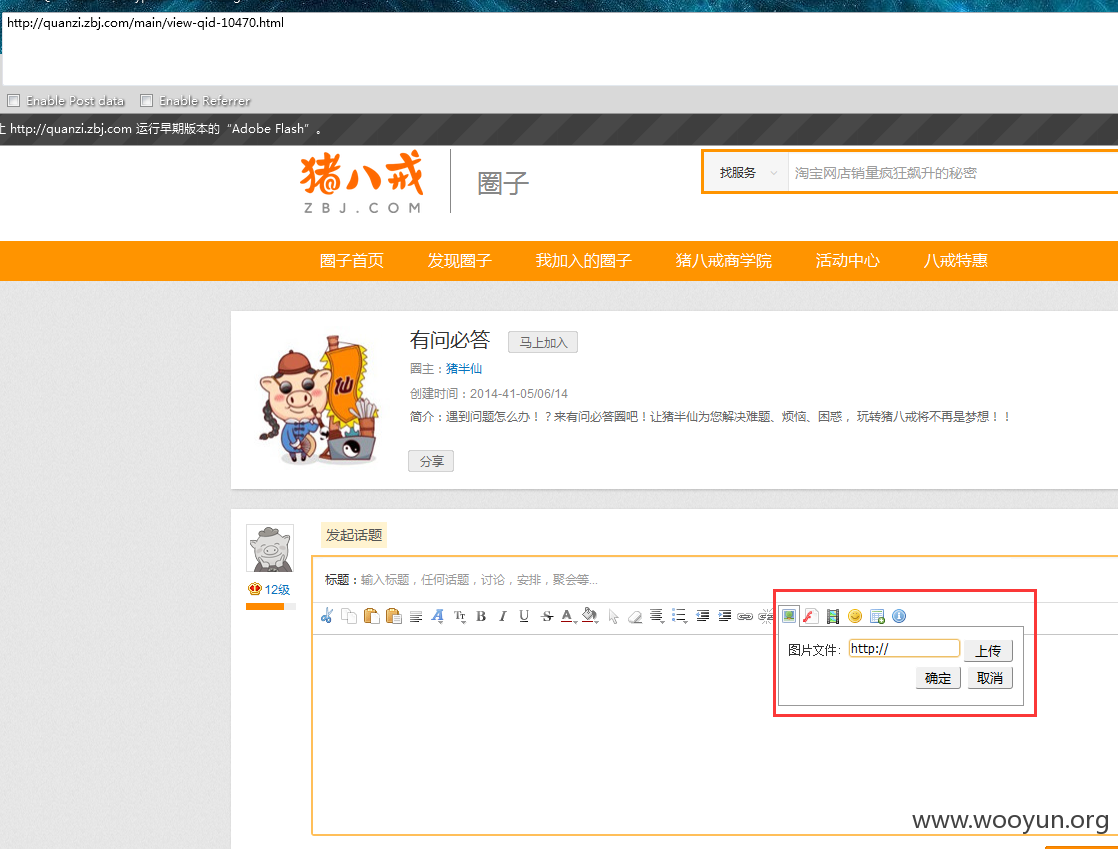 http://quanzi.zbj.com/main/view-qid-10470.html
Enable Post data Enable Referrer
止 http://quanzi.zbj.com 运行早期版本的“Adobe Flash”。
猪八戒
ZBJ.COM
圈子
找服务 淘宝网店销量疯狂飙升的秘密
圈子首页 发现圈子 我加入的圈子 猪八戒商学院 活动中心 八戒特惠
仙
有问必答 马上加入
圈主：猪半仙
创建时间：2014-41-05/06/14
简介：遇到问题怎么办！？来有问必答圈吧！让猪半仙为您解决难题、烦恼、困惑， 玩转猪八戒将不再是梦想！！
分享
发起话题
12级
标题：输入标题，任何话题，讨论，安排，聚会等...
图片文件: http:// 上传
确定 取消
www.wooyun.org